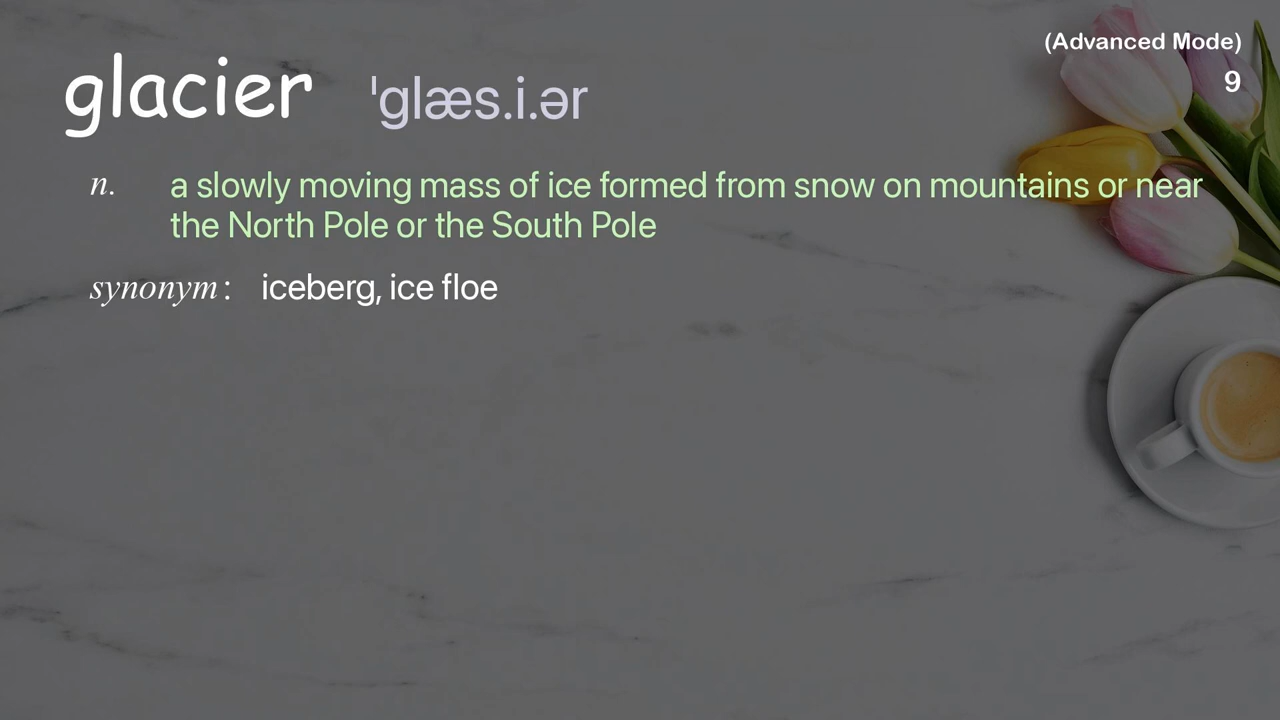 (Advanced Mode)
9
glacier ˈglæs.i.ər
n. a slowly moving mass of ice formed from snow on mountains or near
the North Pole or the South Pole
synonym: iceberg, ice floe